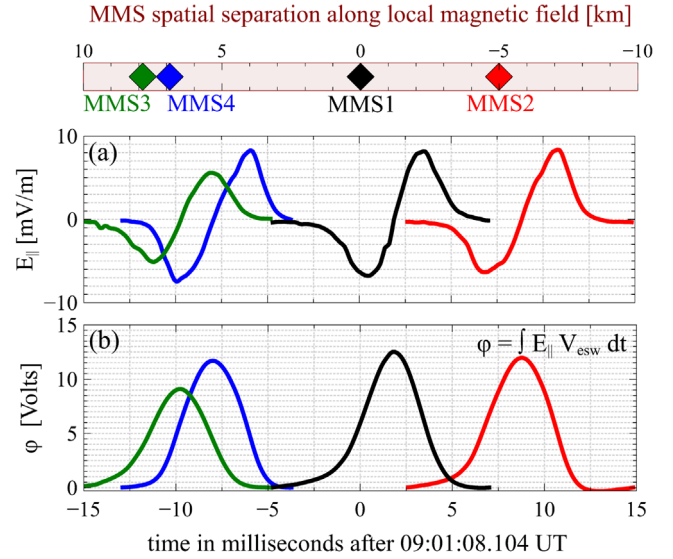 MMS spatial separation along local magnetic field [km]
10 5 0 −5 −10
MMS3 MMS4 MMS1 MMS2
(a)
10
0
−10
E|| [mV/m]
(b)
φ = ∫ E|| Vesw dt
15
10
5
0
φ [Volts]
−15 −10 −5 0 5 10 15
time in milliseconds after 09:01:08.104 UT